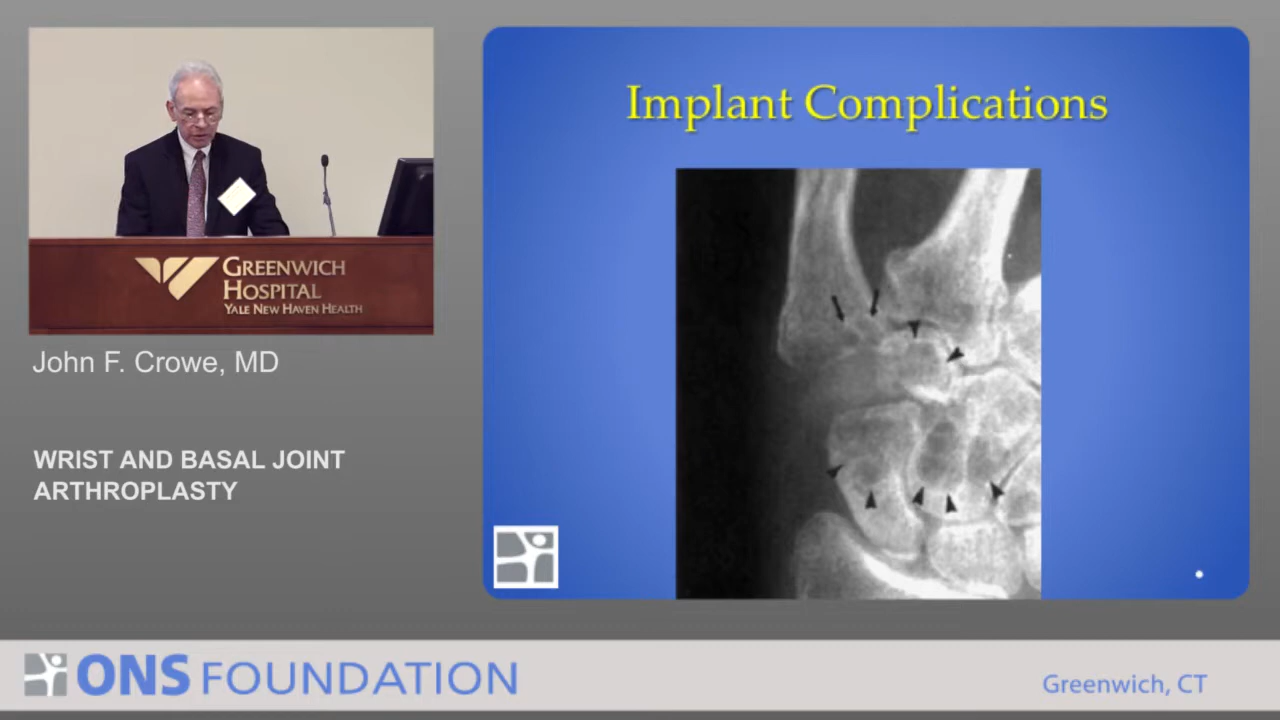 Implant Complications
GREENWICH
HOSPITAL
YALE NEW HAVEN HEALTH
John F. Crowe, MD
WRIST AND BASAL JOINT
ARTHROPLASTY
ONS FOUNDATION
Greenwich, CT